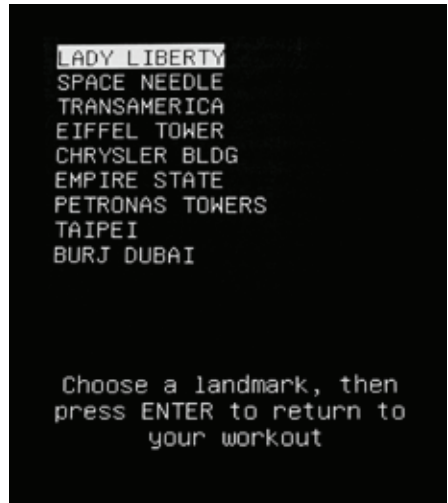 LADY LIBERTY
SPACE NEEDLE
TRANSAMERICA
EIFFEL TOWER
CHRYSLER BLDG
EMPIRE STATE
PETRONAS TOWERS
TAIPEI
BURJ DUBAI
Choose a landmark, then
press ENTER to return to
your workout